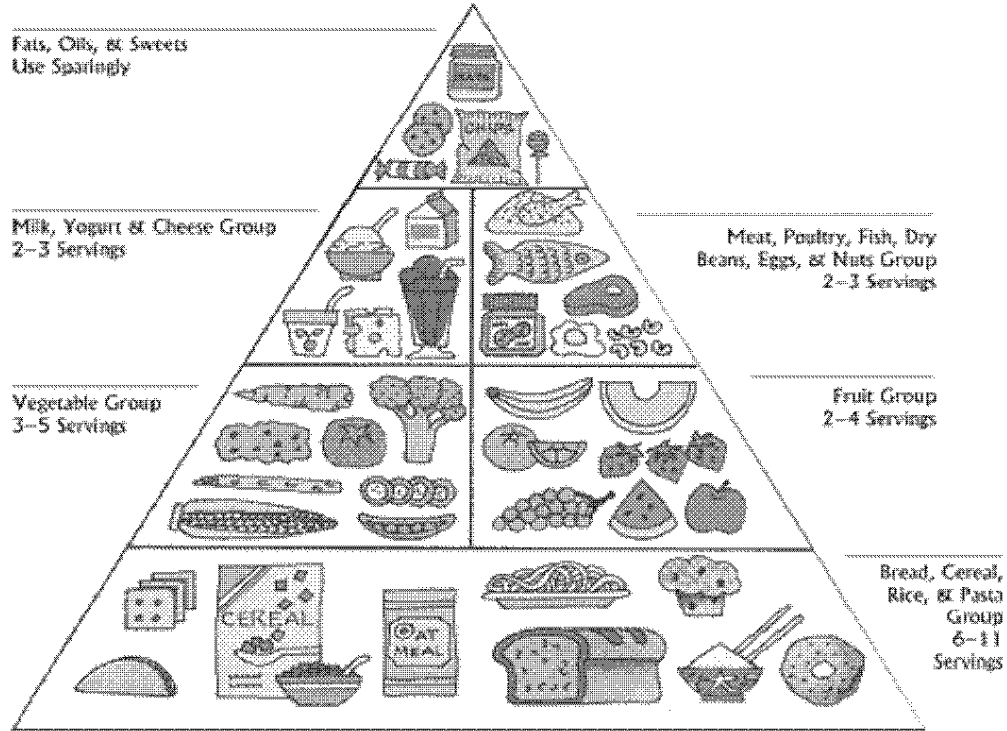 Fats, Oils, & Sweets
Use Sparingly
CHIPS
Milk, Yogurt & Cheese Group
2–3 Servings
Meat, Poultry, Fish, Dry
Beans, Eggs, & Nuts Group
2–3 Servings
Vegetable Group
3–5 Servings
Fruit Group
2–4 Servings
Bread, Cereal,
Rice, & Pasta
Group
6–11
Servings
CEREAL
OAT
MEAL